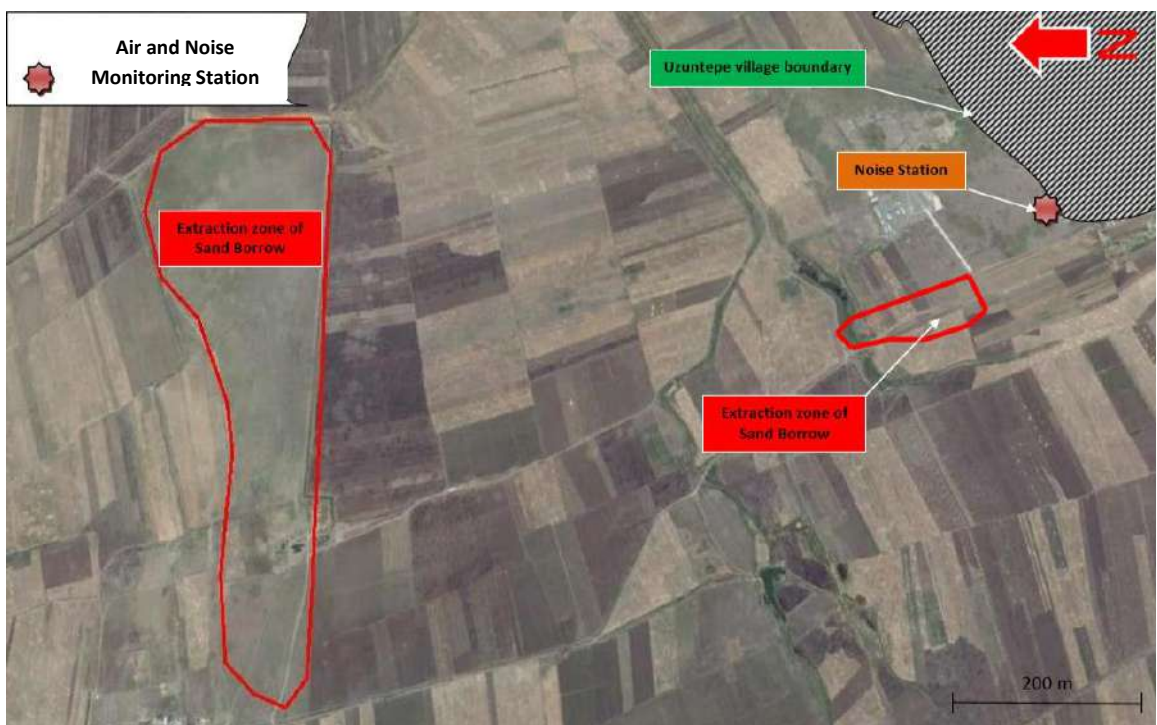 Air and Noise
Monitoring Station
N
Uzuntepe village boundary
Noise Station
Extraction zone of
Sand Borrow
Extraction zone of
Sand Borrow
200 m